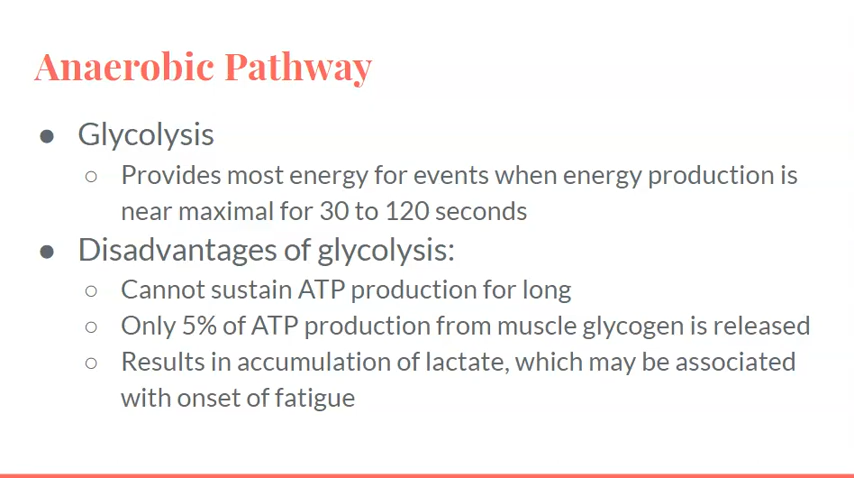 Anaerobic Pathway
● Glycolysis
○ Provides most energy for events when energy production is
near maximal for 30 to 120 seconds
● Disadvantages of glycolysis:
○ Cannot sustain ATP production for long
○ Only 5% of ATP production from muscle glycogen is released
○ Results in accumulation of lactate, which may be associated
with onset of fatigue